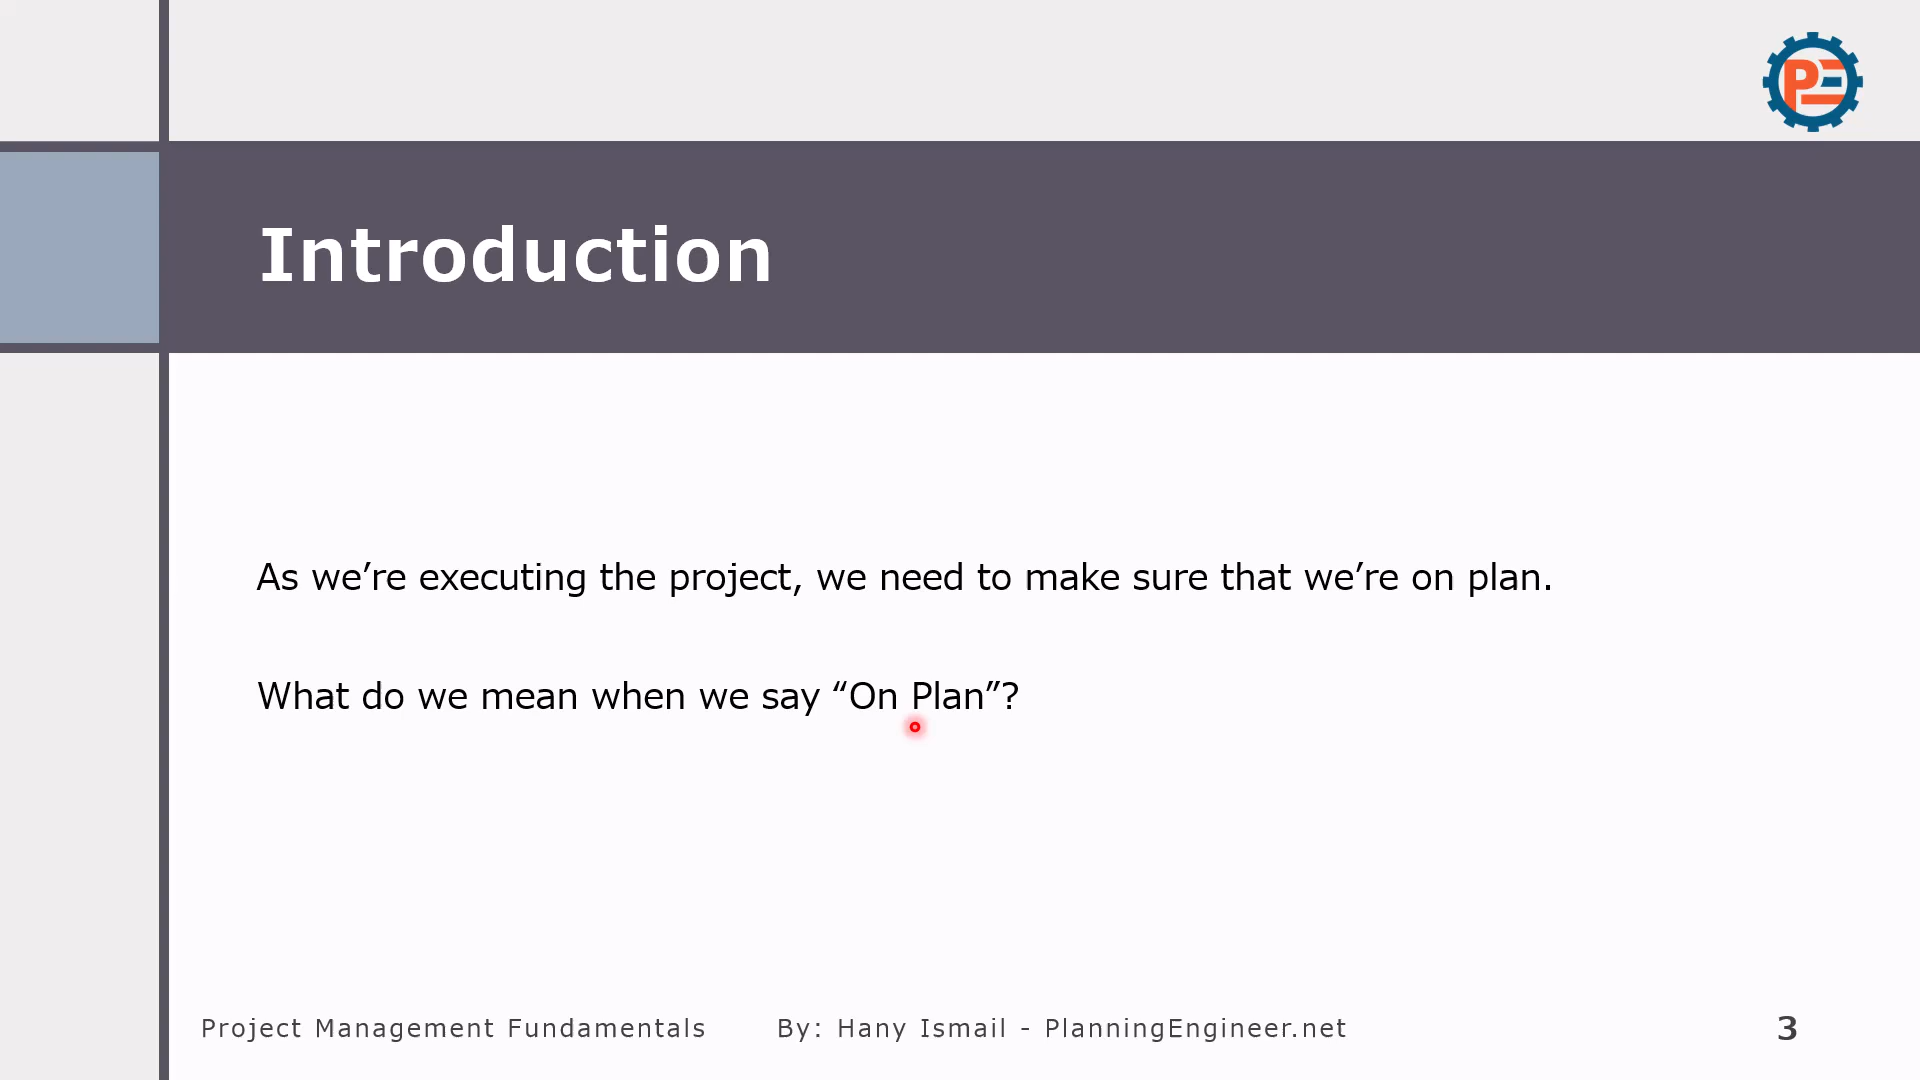 PE
Introduction
As we’re executing the project, we need to make sure that we’re on plan.
What do we mean when we say “On Plan”?
Project Management Fundamentals By: Hany Ismail - PlanningEngineer.net 3